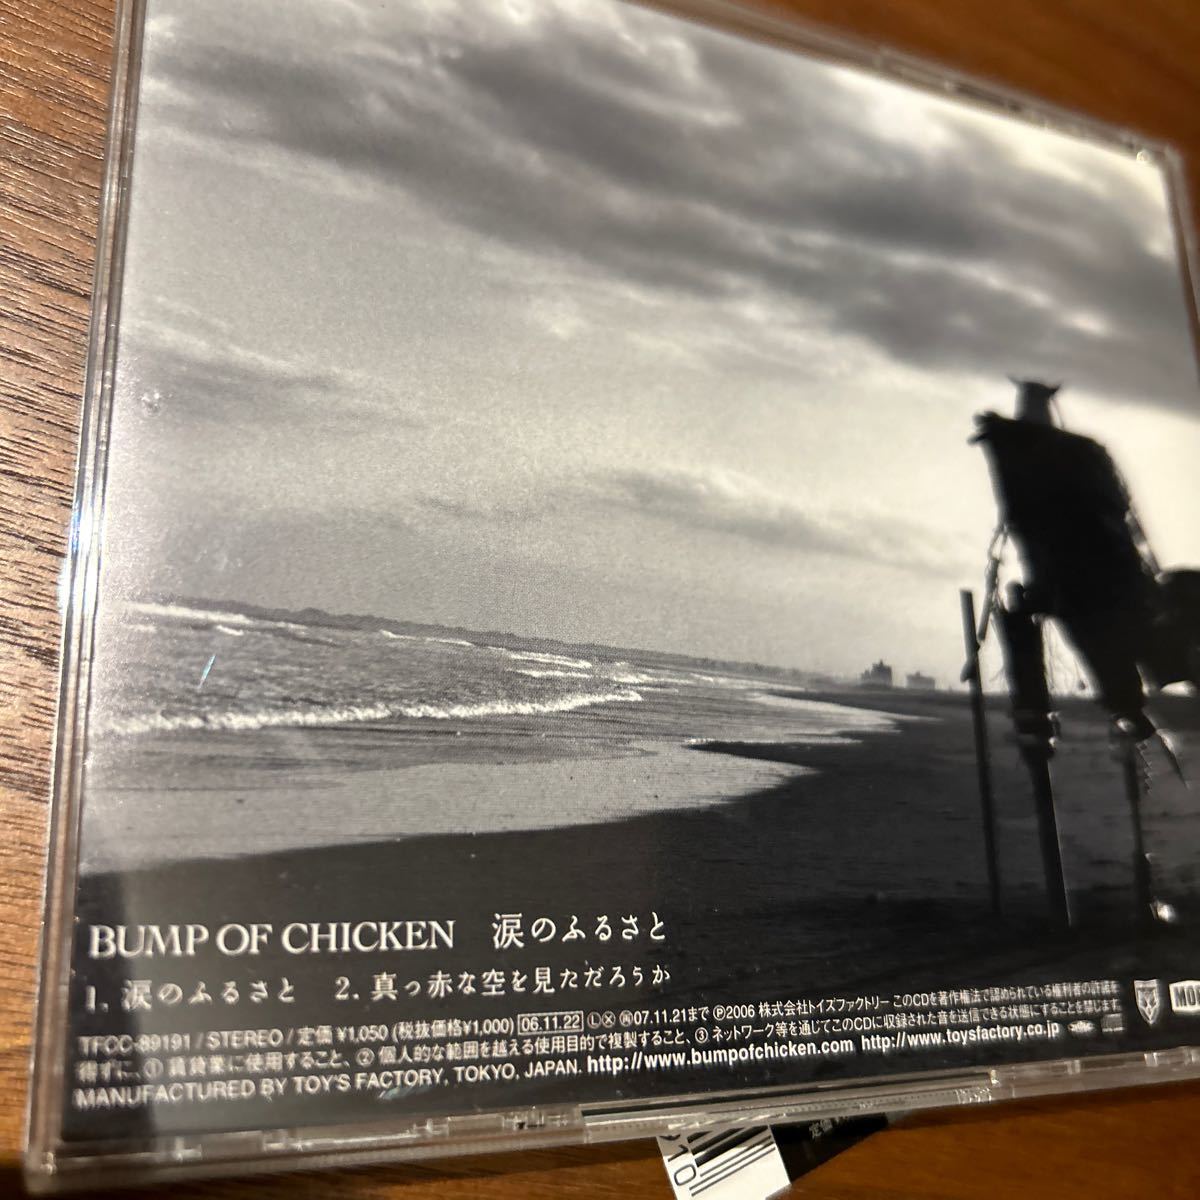 BUMP OF CHICKEN 涙のふるさと
1. 涙のふるさと 2. 真っ赤な空を見ただろうか
TFCC-89191 / STEREO / 定価 ¥1,050 (税抜価格¥1,000) 06.11.22 Ⓛ Ⓧ 07.11.21まで Ⓟ2006 株式会社トイズファクトリー このCDを著作権法で認められている権利者の許諾を
得ずに、① 賃貸業に使用すること、② 個人的な範囲を越える使用目的で複製すること、③ ネットワーク等を通じてこのCDに収録された音を送信できる状態にすることを禁じます。
MANUFACTURED BY TOY'S FACTORY, TOKYO, JAPAN. http://www.bumpofchicken.com http://www.toysfactory.co.jp
定価